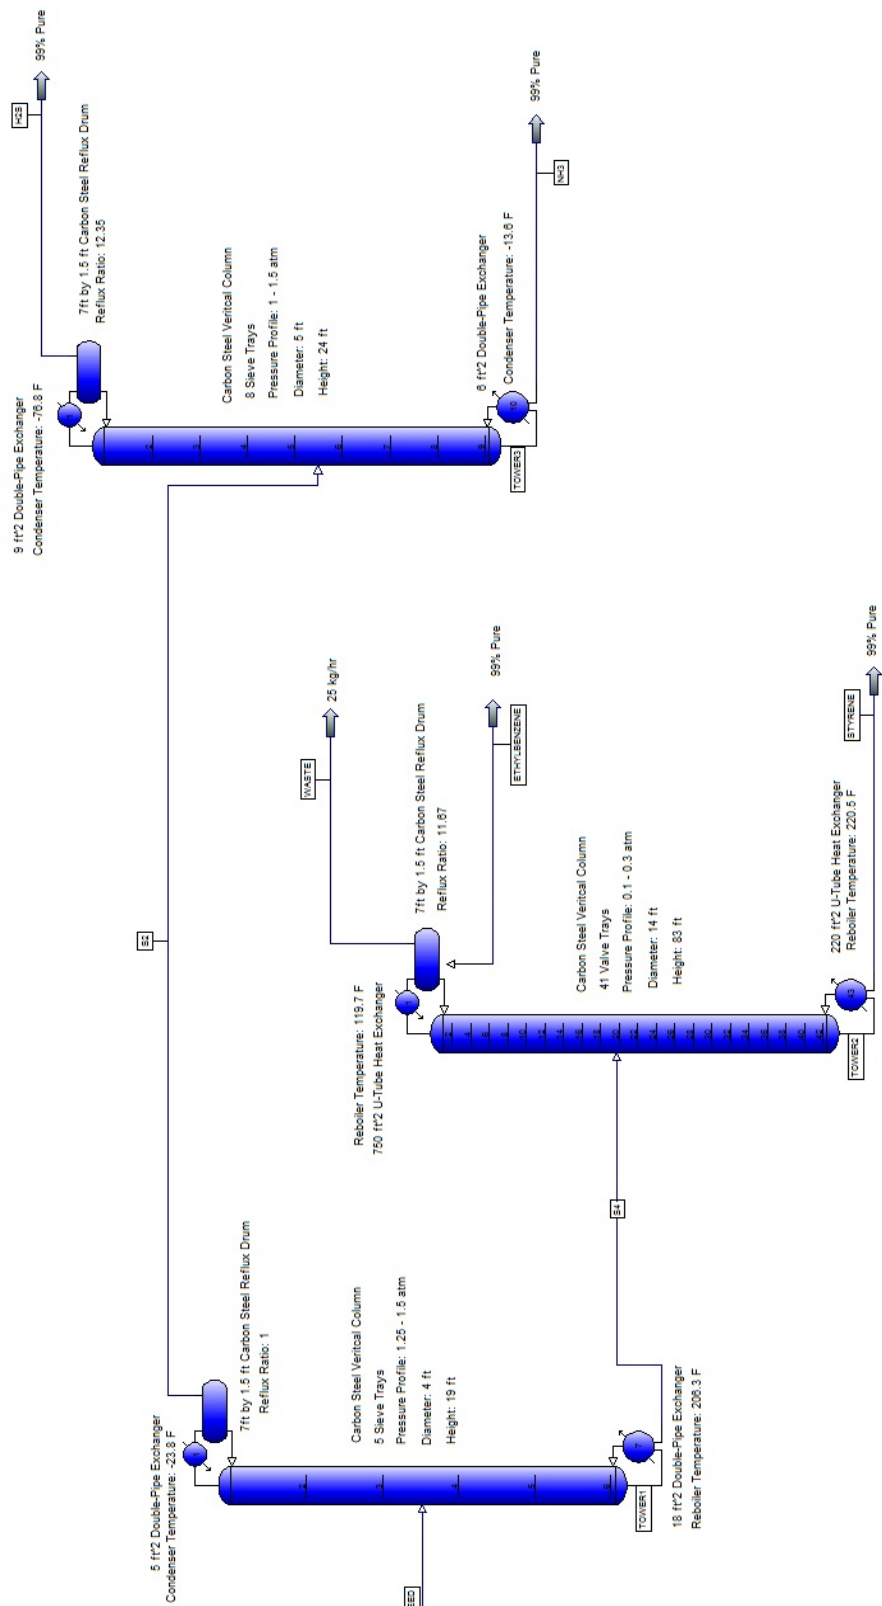 H2S
99% Pure
7ft by 1.5 ft Carbon Steel Reflux Drum
Reflux Ratio: 12.35
9 ft^2 Double-Pipe Exchanger
Condenser Temperature: -76.8 F
Carbon Steel Veritcal Column
8 Sieve Trays
Pressure Profile: 1 - 1.5 atm
Diameter: 5 ft
Height: 24 ft
6 ft^2 Double-Pipe Exchanger
Condenser Temperature: -13.6 F
10
TOWER3
NH3
99% Pure
S2
WASTE
25 kg/hr
99% Pure
ETHYLBENZENE
7ft by 1.5 ft Carbon Steel Reflux Drum
Reflux Ratio: 11.67
Reboiler Temperature: 119.7 F
750 ft^2 U-Tube Heat Exchanger
Carbon Steel Veritcal Column
41 Valve Trays
Pressure Profile: 0.1 - 0.3 atm
Diameter: 14 ft
Height: 83 ft
220 ft^2 U-Tube Heat Exchanger
Reboiler Temperature: 220.5 F
43
TOWER2
STYRENE
99% Pure
S4
5 ft^2 Double-Pipe Exchanger
Condenser Temperature: -23.8 F
7ft by 1.5 ft Carbon Steel Reflux Drum
Reflux Ratio: 1
Carbon Steel Veritcal Column
5 Sieve Trays
Pressure Profile: 1.25 - 1.5 atm
Diameter: 4 ft
Height: 19 ft
18 ft^2 Double-Pipe Exchanger
Reboiler Temperature: 206.3 F
7
TOWER1
EED